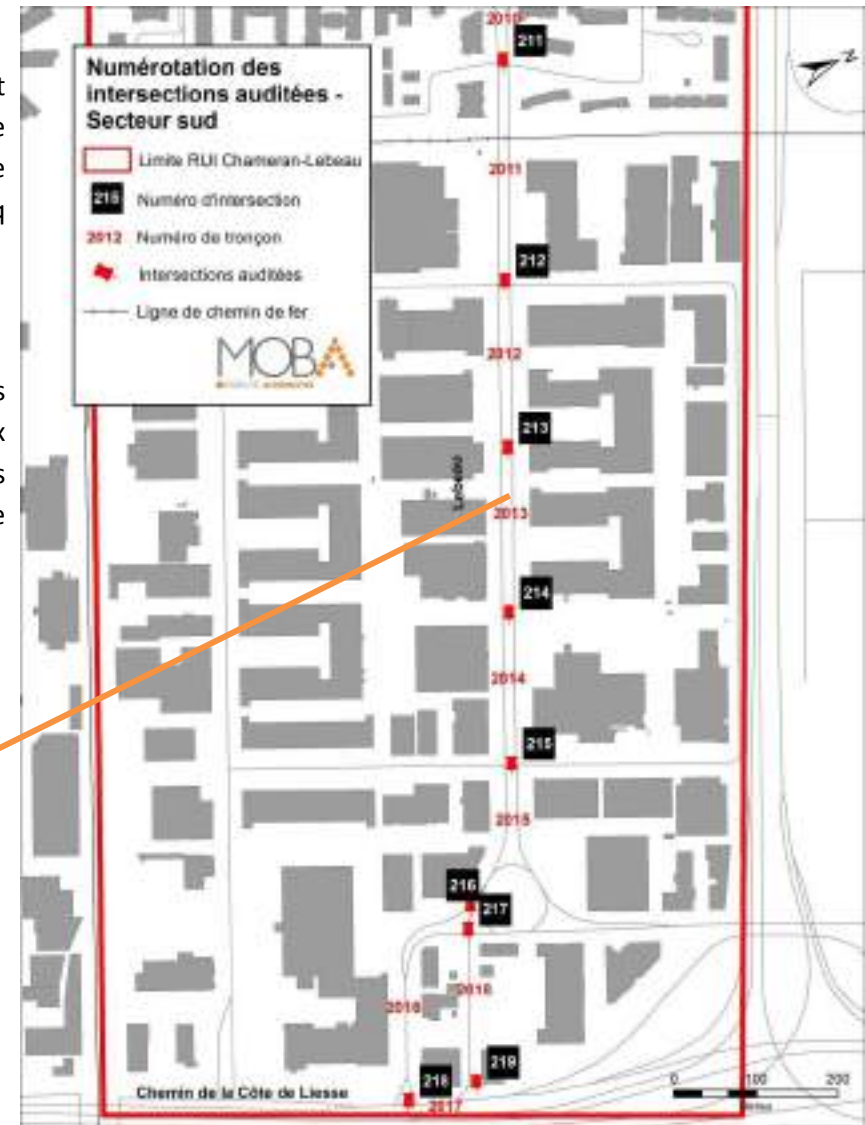 t
e
e
q
s
x
s
e
Numérotation des
intersections auditées -
Secteur sud
Limite RUI Chameran-Lebeau
215 Numéro d'intersection
2012 Numéro de tronçon
Intersections auditées
Ligne de chemin de fer
MOBA
2010
211
2011
212
2012
213
Lebeau
2013
214
2014
215
2015
216
217
2016
2018
218
219
2017
Chemin de la Côte de Liesse
0 100 200
Z